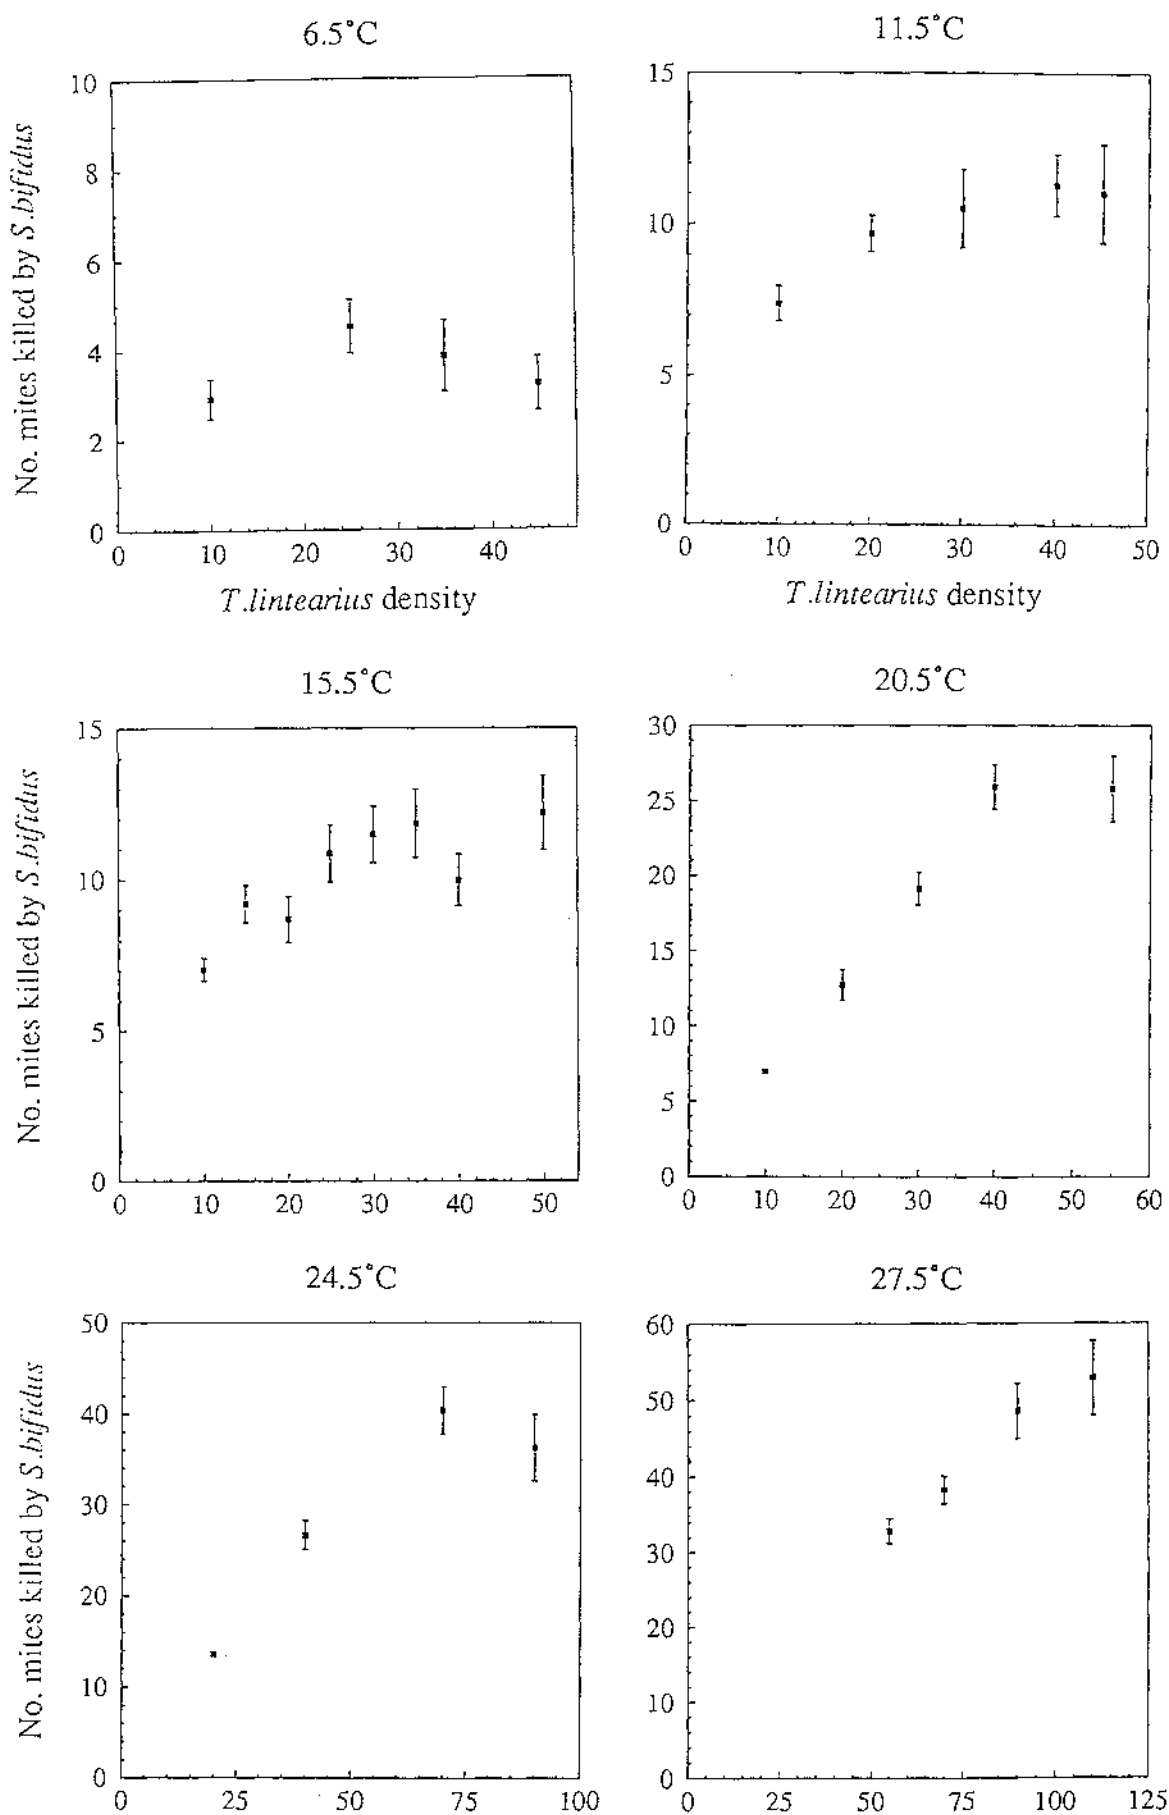 6.5°C
11.5°C
No. mites killed by S.bifidus
10
8
6
4
2
0
0 10 20 30 40
T.lintearius density
15
10
5
0
0 10 20 30 40 50
T.lintearius density
15.5°C
20.5°C
No. mites killed by S.bifidus
15
10
5
0
0 10 20 30 40 50
30
25
20
15
10
5
0
0 10 20 30 40 50 60
24.5°C
27.5°C
No. mites killed by S.bifidus
50
40
30
20
10
0
0 25 50 75 100
60
50
40
30
20
10
0
0 25 50 75 100 125